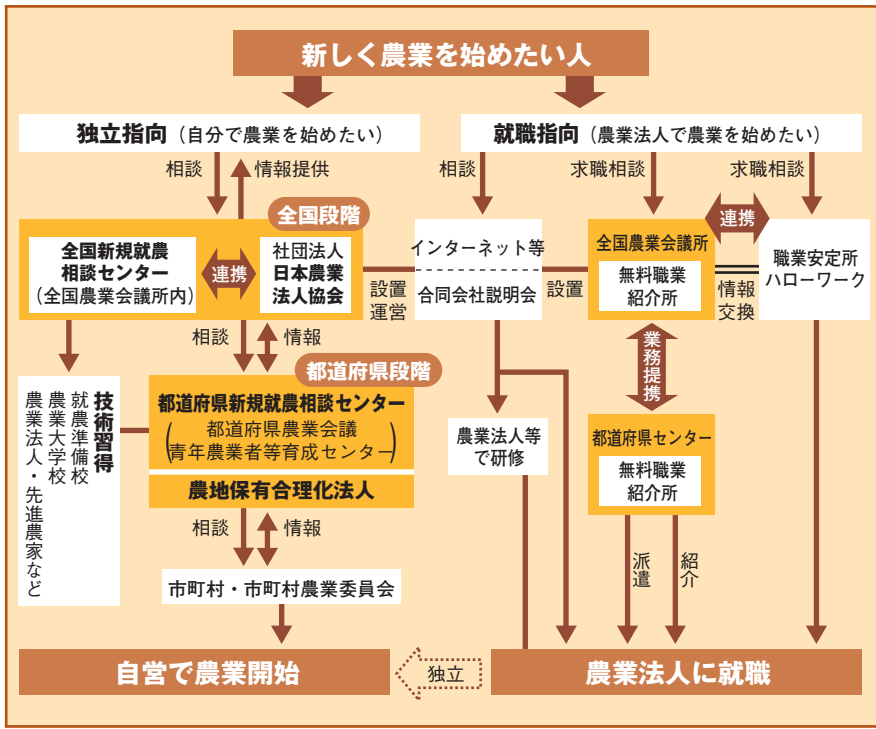 新しく農業を始めたい人
独立指向（自分で農業を始めたい）
就職指向（農業法人で農業を始めたい）
相談
情報提供
相談
求職相談
求職相談
全国段階
全国新規就農
相談センター
（全国農業会議所内）
連携
社団法人
日本農業
法人協会
設置
運営
インターネット等
合同会社説明会
設置
全国農業会議所
無料職業
紹介所
連携
情報
交換
職業安定所
ハローワーク
相談
情報
業務提携
都道府県段階
技術習得
就農準備校
農業大学校
農業法人・先進農家など
都道府県新規就農相談センター
（都道府県農業会議
青年農業者等育成センター）
農地保有合理化法人
農業法人等
で研修
都道府県センター
無料職業
紹介所
相談
情報
派遣
紹介
市町村・市町村農業委員会
自営で農業開始
独立
農業法人に就職